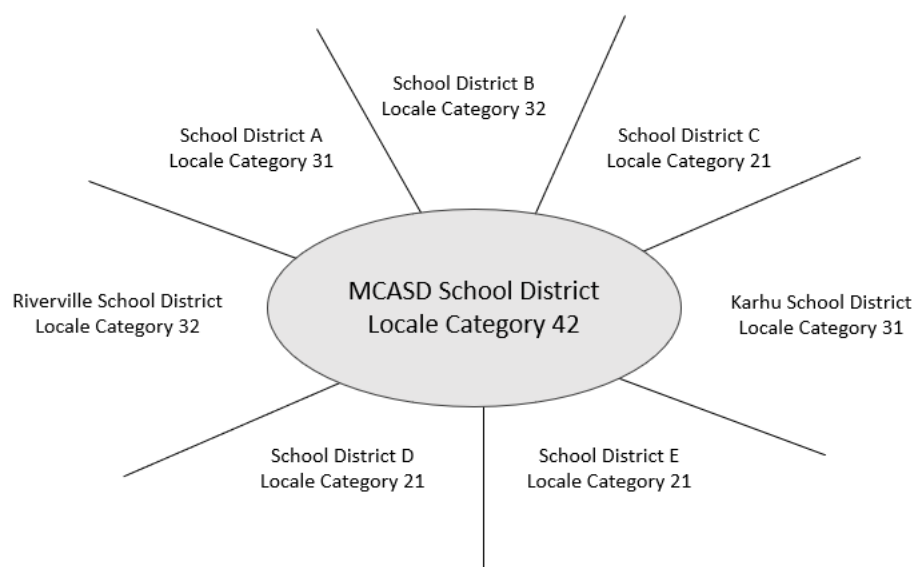 School District B
Locale Category 32
School District A
Locale Category 31
School District C
Locale Category 21
MCASD School District
Locale Category 42
Riverville School District
Locale Category 32
Karhu School District
Locale Category 31
School District D
Locale Category 21
School District E
Locale Category 21